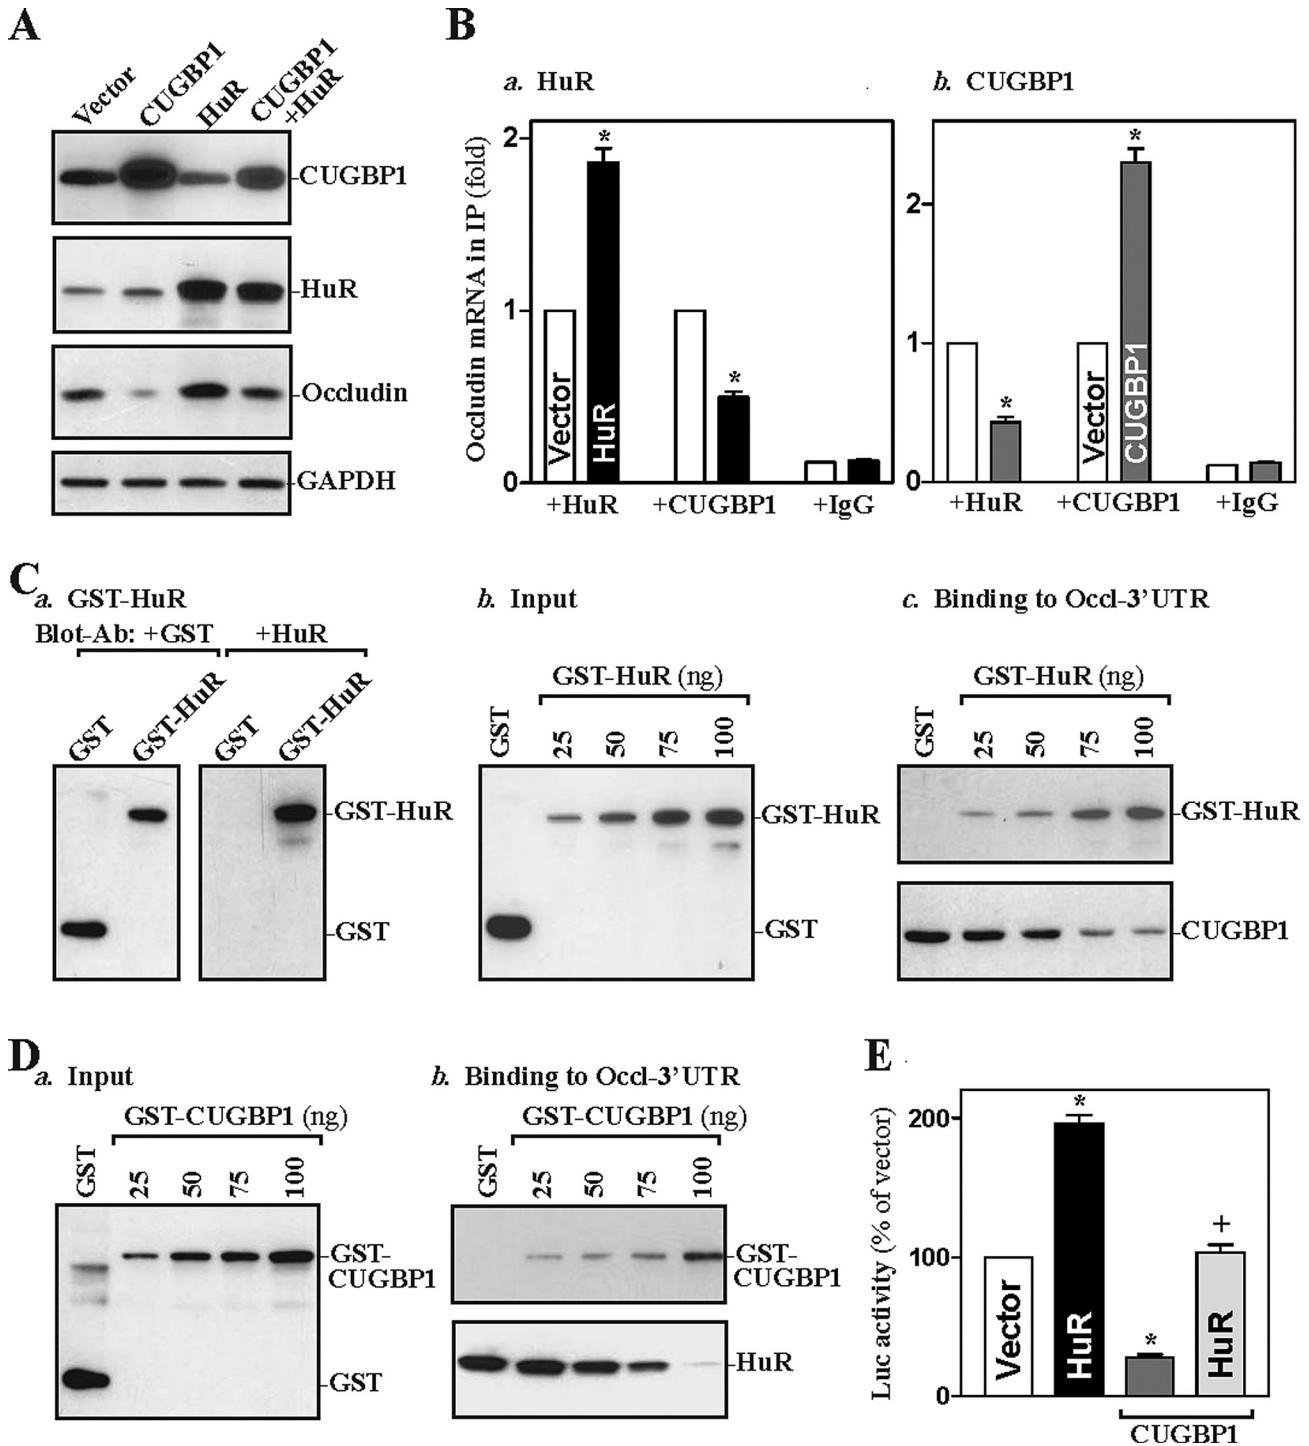 A
Vector
CUGBP1
HuR
CUGBP1
+HuR
CUGBP1
HuR
Occludin
GAPDH
B
a. HuR
Occludin mRNA in IP (fold)
2
1
0
*
*
Vector
HuR
+HuR
+CUGBP1
+IgG
b. CUGBP1
2
1
0
*
*
Vector
CUGBP1
+HuR
+CUGBP1
+IgG
C
a. GST-HuR
Blot-Ab: +GST
+HuR
GST
GST-HuR
GST
GST-HuR
GST-HuR
GST
b. Input
GST-HuR (ng)
GST
25
50
75
100
GST-HuR
GST
c. Binding to Occl-3’UTR
GST-HuR (ng)
GST
25
50
75
100
GST-HuR
CUGBP1
D
a. Input
GST-CUGBP1 (ng)
GST
25
50
75
100
GST-
CUGBP1
GST
b. Binding to Occl-3’UTR
GST-CUGBP1 (ng)
GST
25
50
75
100
GST-
CUGBP1
HuR
E
Luc activity (% of vector)
200
100
0
*
*
+
Vector
HuR
HuR
CUGBP1